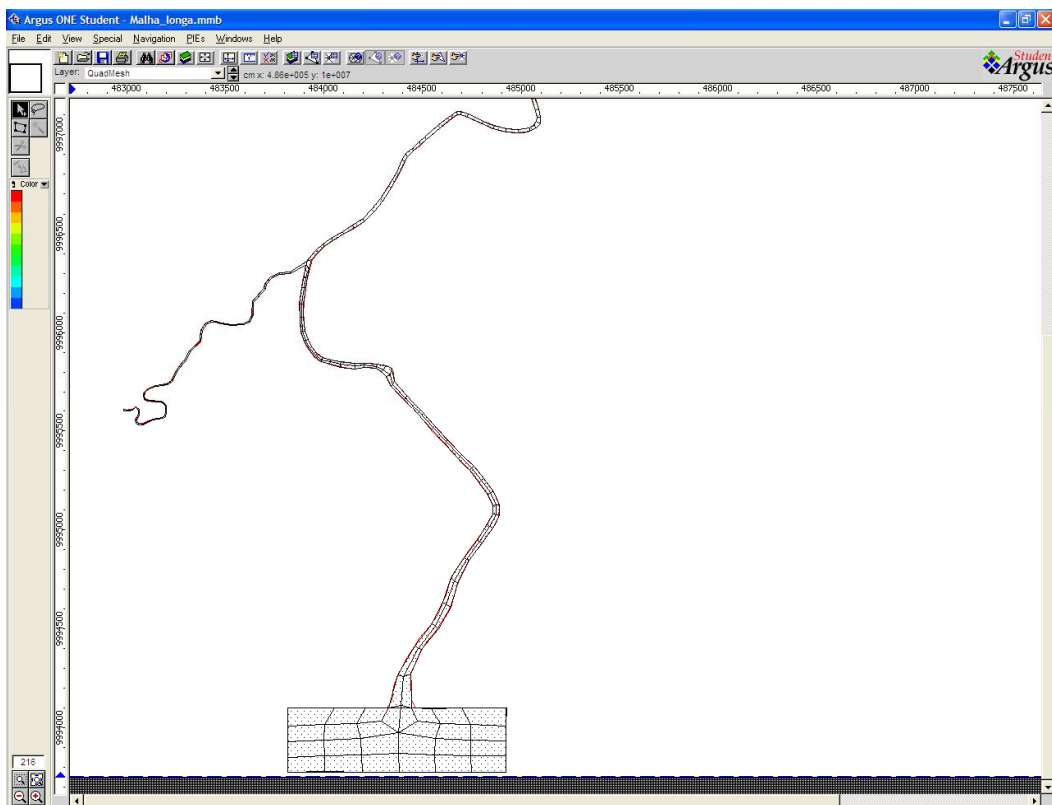 Argus ONE Student - Malha_longa.mmb
File Edit View Special Navigation PIEs Windows Help
Layer: QuadMesh
cm x: 4.86e+005 y: 1e+007
Studen
Argus
483000 483500 484000 484500 485000 485500 486000 486500 487000 487500
Color
9997000
9996500
9996000
9995500
9995000
9994500
9994000
216